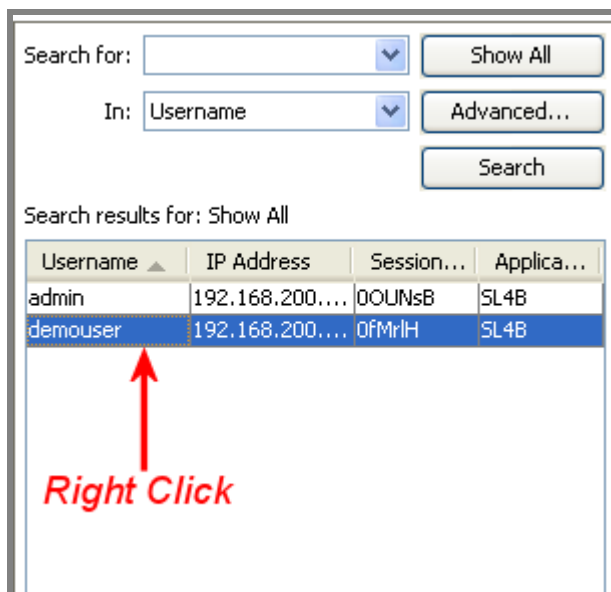 Search for: Show All
In: Username Advanced...
Search
Search results for: Show All
Username IP Address Session... Applica...
admin 192.168.200.... 0OUNsB SL4B
demouser 192.168.200.... 0fMrlH SL4B
Right Click